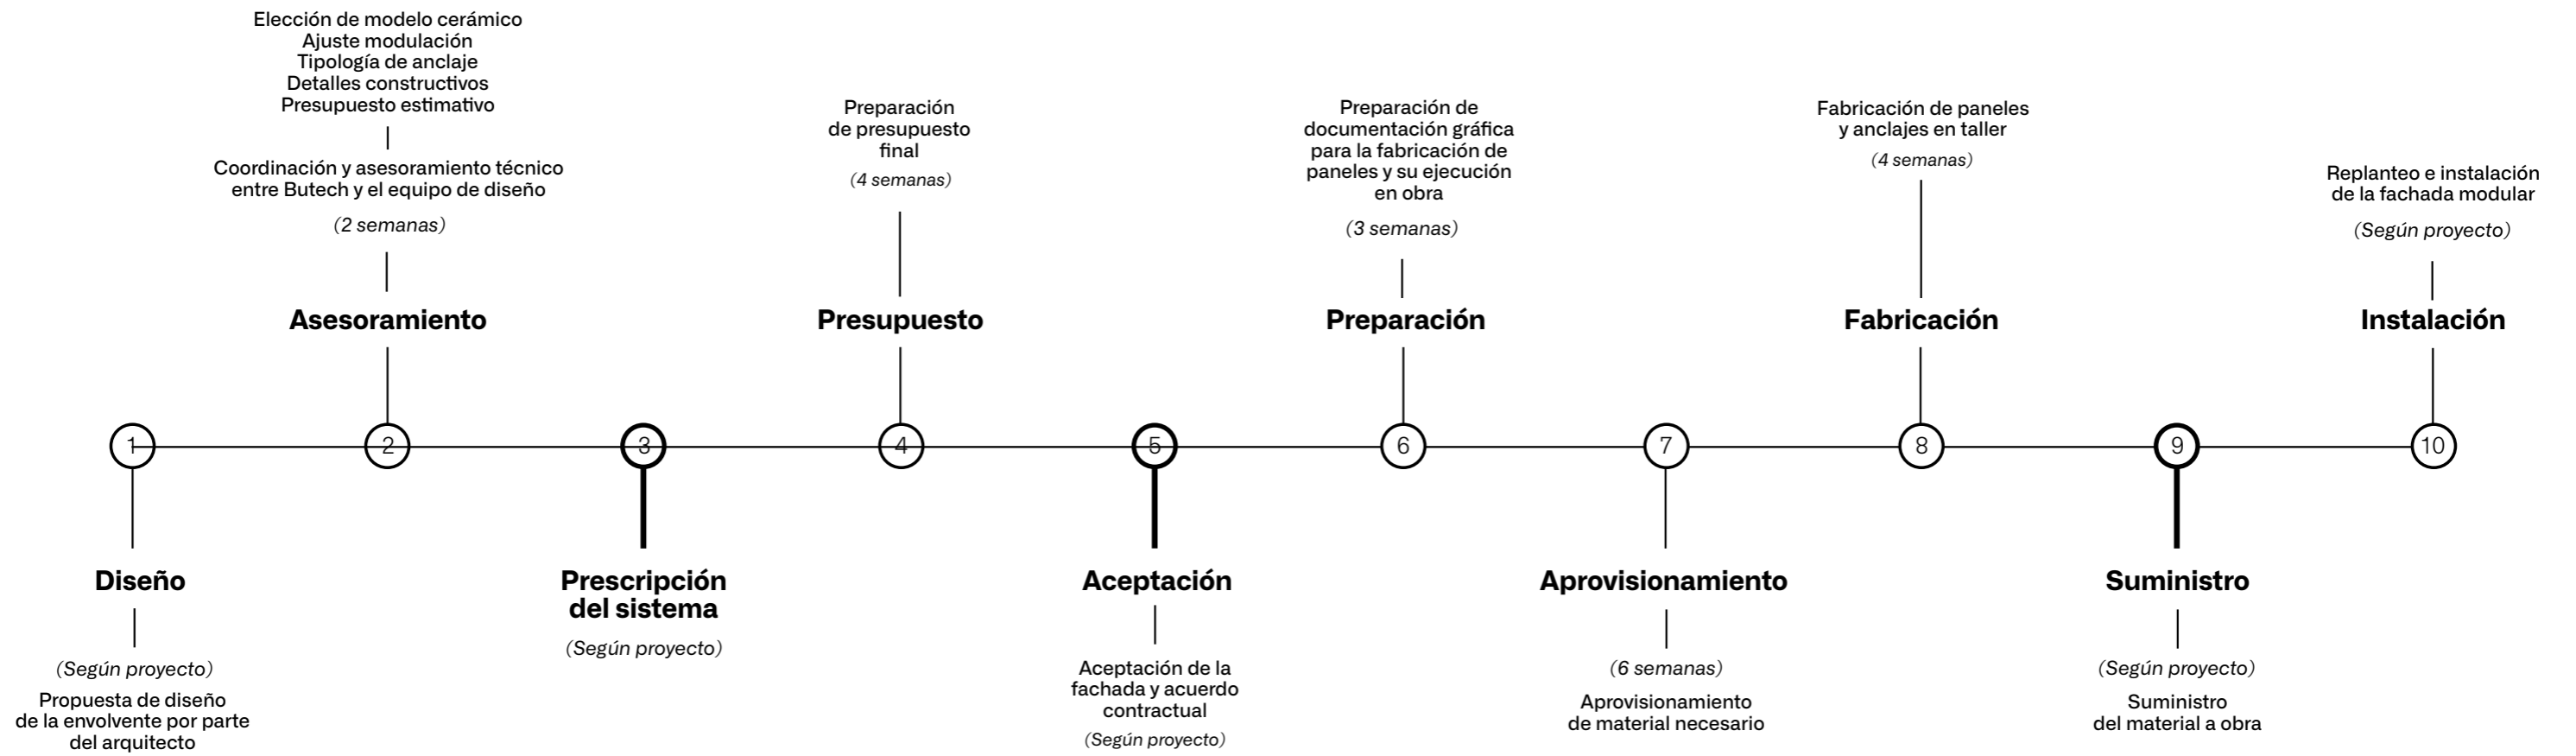 Elección de modelo cerámico
Ajuste modulación
Tipología de anclaje
Detalles constructivos
Presupuesto estimativo
Coordinación y asesoramiento técnico
entre Butech y el equipo de diseño
(2 semanas)
Asesoramiento
Preparación
de presupuesto
final
(4 semanas)
Presupuesto
Preparación de
documentación gráfica
para la fabricación de
paneles y su ejecución
en obra
(3 semanas)
Preparación
Fabricación de paneles
y anclajes en taller
(4 semanas)
Fabricación
Replanteo e instalación
de la fachada modular
(Según proyecto)
Instalación
1
2
3
4
5
6
7
8
9
10
Diseño
(Según proyecto)
Propuesta de diseño
de la envolvente por parte
del arquitecto
Prescripción
del sistema
(Según proyecto)
Aceptación
Aceptación de la
fachada y acuerdo
contractual
(Según proyecto)
Aprovisionamiento
(6 semanas)
Aprovisionamiento
de material necesario
Suministro
(Según proyecto)
Suministro
del material a obra